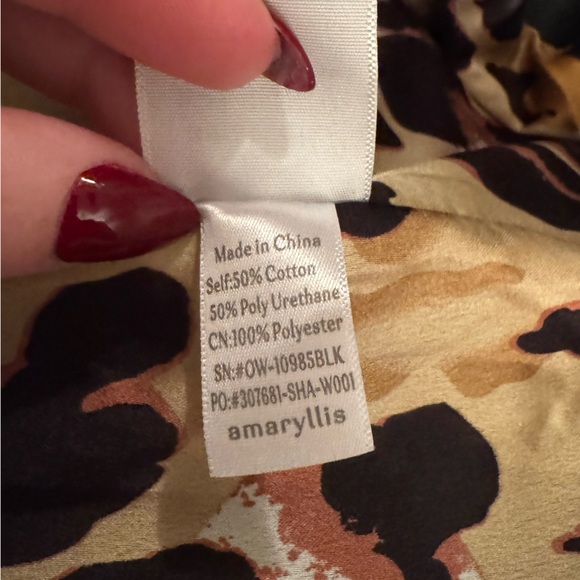 Made in China
Self:50% Cotton
50% Poly Urethane
CN:100% Polyester
SN:#OW-10985BLK
PO:#307681-SHA-W001
amaryllis